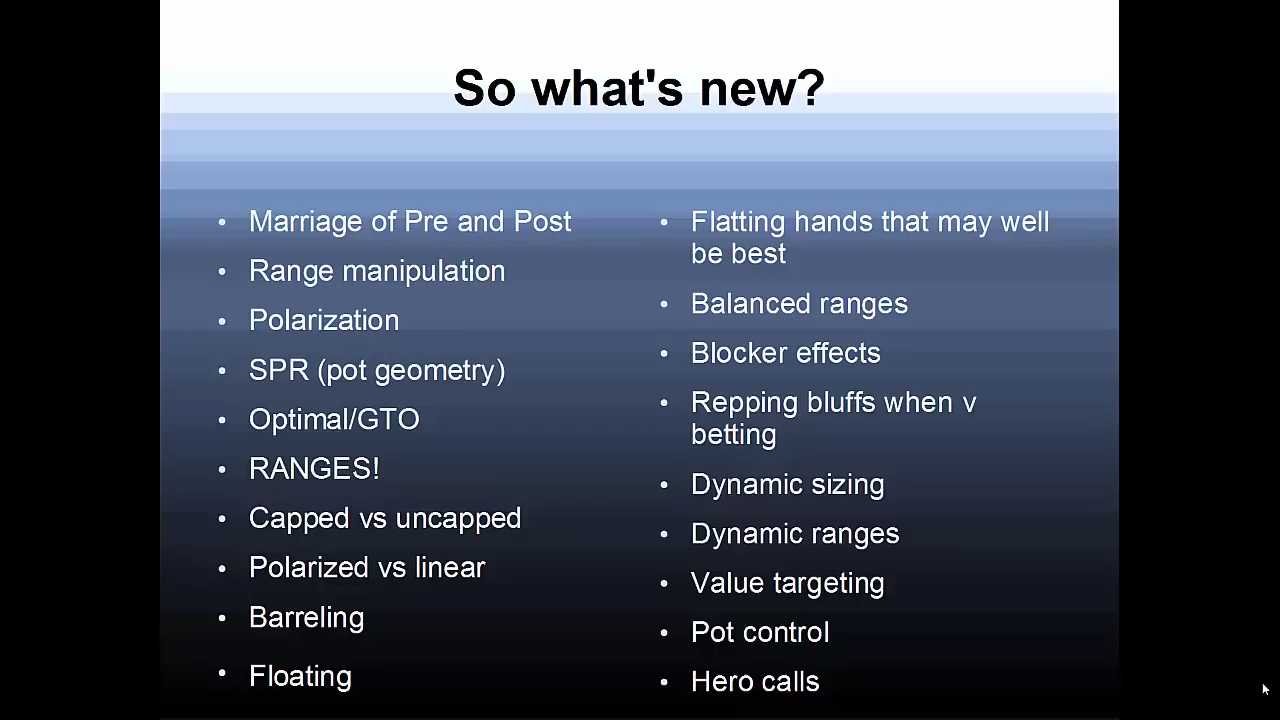 So what's new?
• Marriage of Pre and Post
• Range manipulation
• Polarization
• SPR (pot geometry)
• Optimal/GTO
• RANGES!
• Capped vs uncapped
• Polarized vs linear
• Barreling
• Floating
• Flatting hands that may well
be best
• Balanced ranges
• Blocker effects
• Repping bluffs when v
betting
• Dynamic sizing
• Dynamic ranges
• Value targeting
• Pot control
• Hero calls